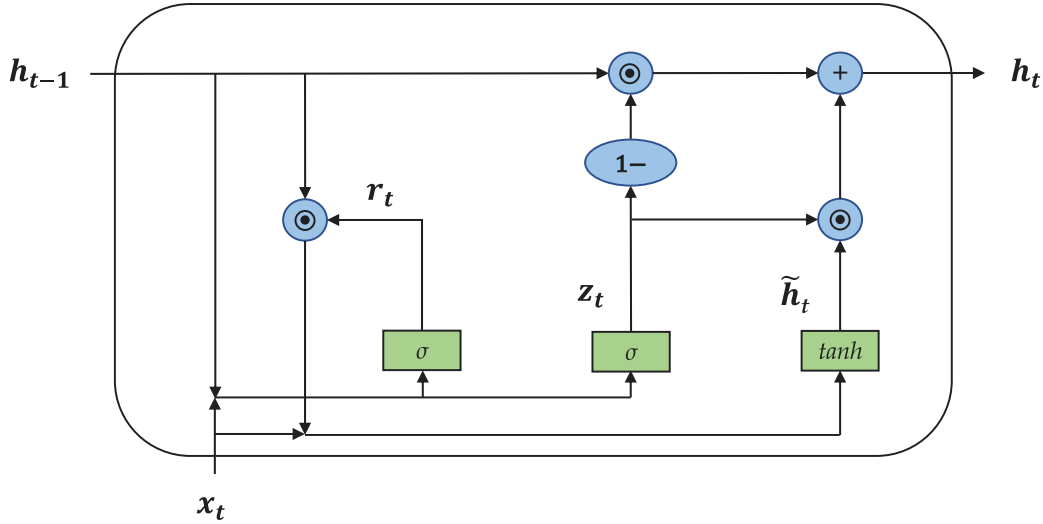 h_{t−1}
⊙
+
h_t
1−
r_t
⊙
⊙
z_t
h̃_t
σ
σ
tanh
x_t